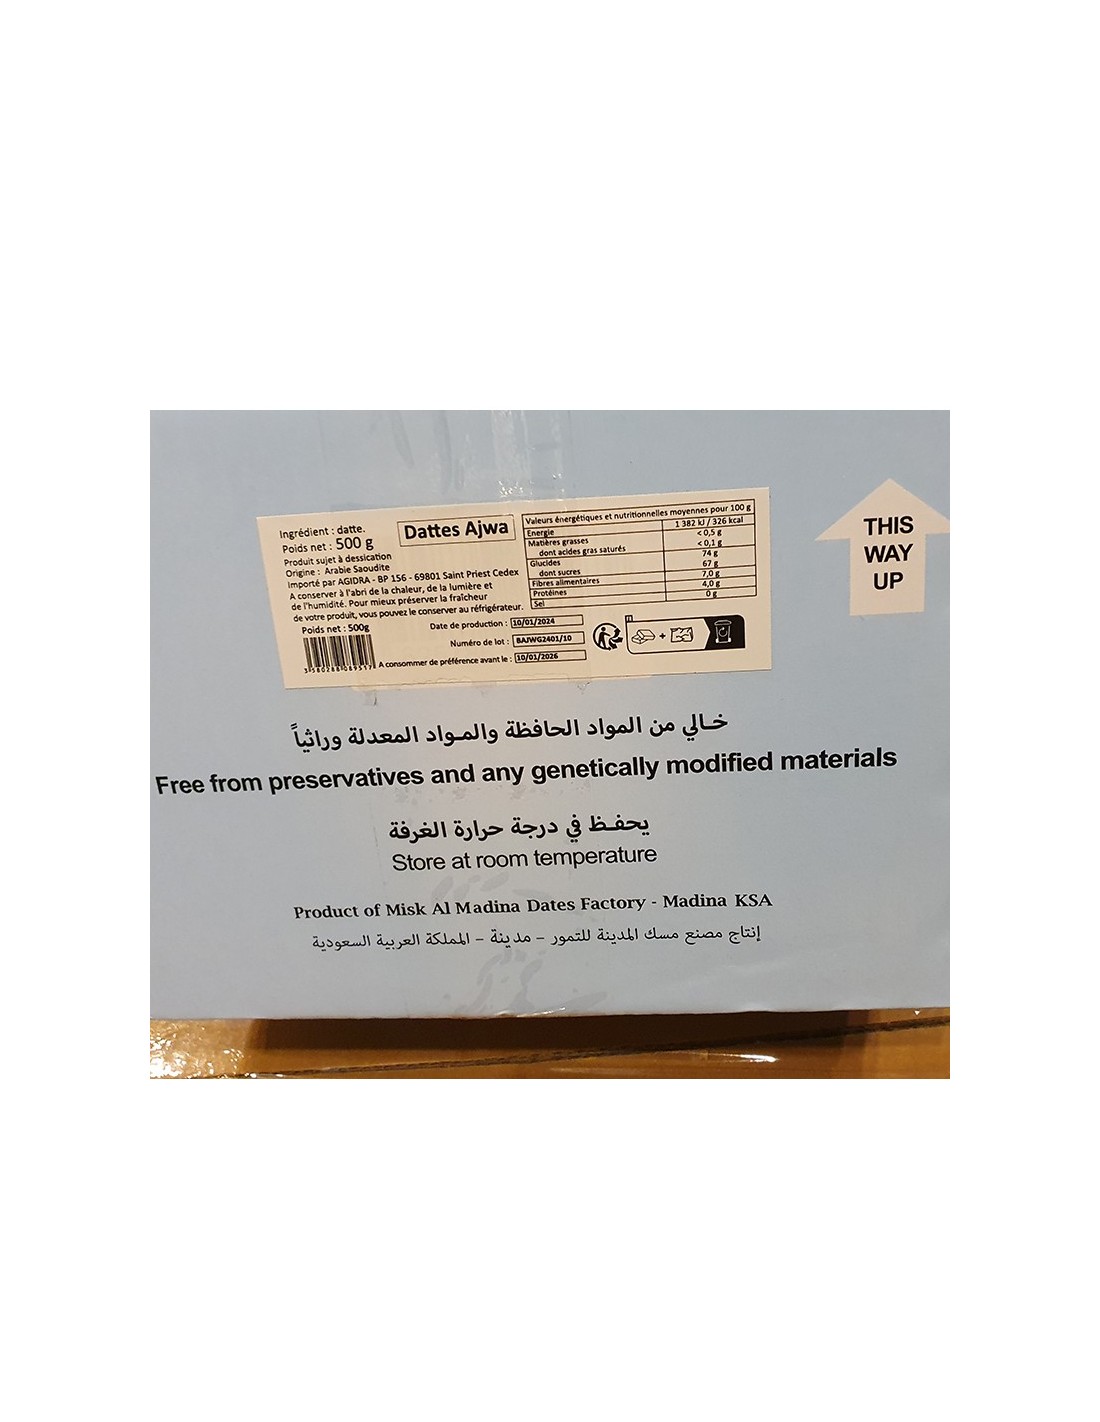 Ingrédient : datte.
Poids net : 500 g
Dattes Ajwa
Produit sujet à dessication
Origine : Arabie Saoudite
Importé par AGIDRA - BP 156 - 69801 Saint Priest Cedex
A conserver à l'abri de la chaleur, de la lumière et
de l'humidité. Pour mieux préserver la fraîcheur
de votre produit, vous pouvez le conserver au réfrigérateur.
Poids net : 500g
3 580288 089517
Date de production : 10/01/2024
Numéro de lot : BAJWG2401/10
A consommer de préférence avant le : 10/01/2026
Valeurs énergétiques et nutritionnelles moyennes pour 100 g
Energie 1 382 kJ / 326 kcal
Matières grasses < 0,5 g
dont acides gras saturés < 0,1 g
Glucides 74 g
dont sucres 67 g
Fibres alimentaires 7,0 g
Protéines 4,0 g
Sel 0 g
THIS
WAY
UP
خالي من المواد الحافظة والمواد المعدلة وراثياً
Free from preservatives and any genetically modified materials
يحفظ في درجة حرارة الغرفة
Store at room temperature
Product of Misk Al Madina Dates Factory - Madina KSA
إنتاج مصنع مسك المدينة للتمور - مدينة - المملكة العربية السعودية